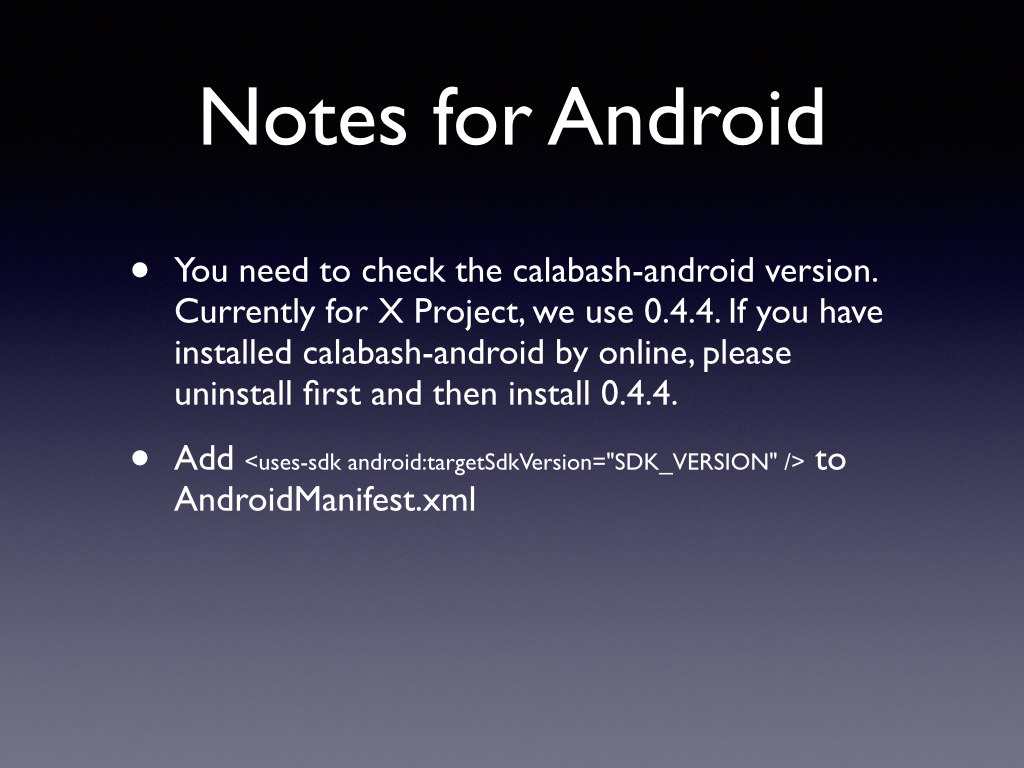 Notes for Android
• You need to check the calabash-android version.
Currently for X Project, we use 0.4.4. If you have
installed calabash-android by online, please
uninstall first and then install 0.4.4.
• Add <uses-sdk android:targetSdkVersion="SDK_VERSION" /> to
AndroidManifest.xml